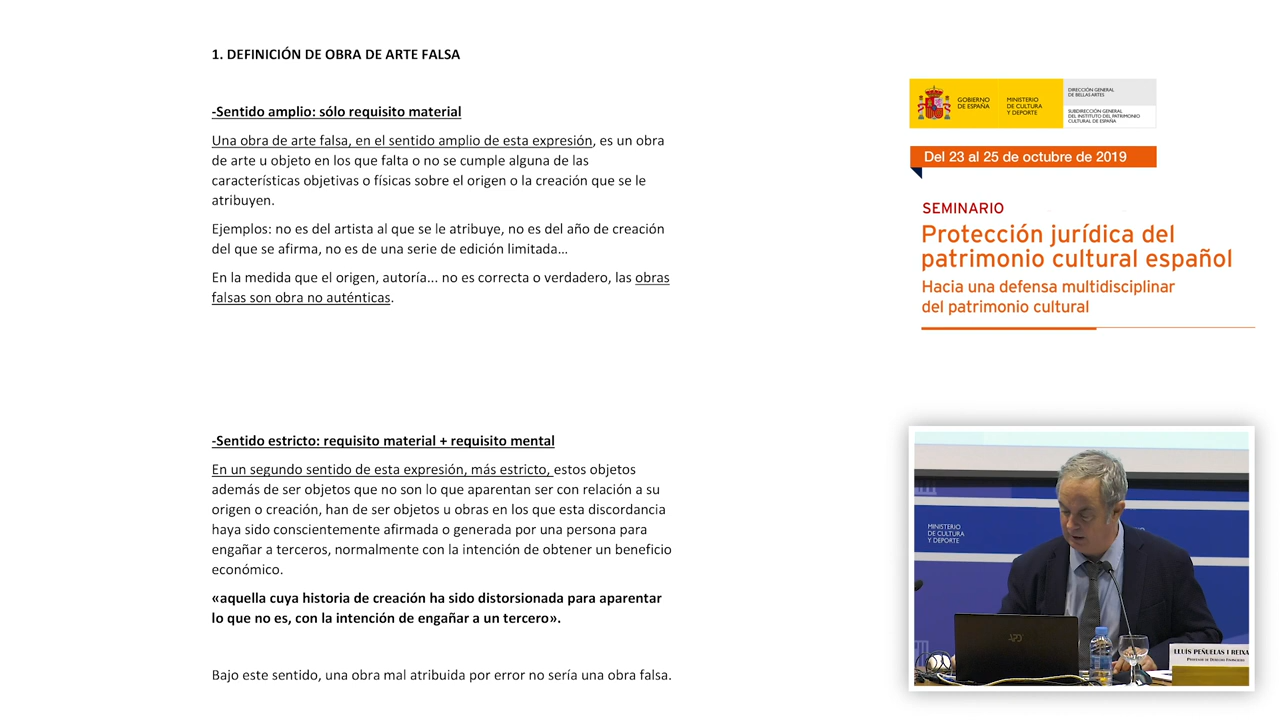 1. DEFINICIÓN DE OBRA DE ARTE FALSA
-Sentido amplio: sólo requisito material
Una obra de arte falsa, en el sentido amplio de esta expresión, es un obra
de arte u objeto en los que falta o no se cumple alguna de las
características objetivas o físicas sobre el origen o la creación que se le
atribuyen.
Ejemplos: no es del artista al que se le atribuye, no es del año de creación
del que se afirma, no es de una serie de edición limitada...
En la medida que el origen, autoría... no es correcta o verdadero, las obras
falsas son obra no auténticas.
-Sentido estricto: requisito material + requisito mental
En un segundo sentido de esta expresión, más estricto, estos objetos
además de ser objetos que no son lo que aparentan ser con relación a su
origen o creación, han de ser objetos u obras en los que esta discordancia
haya sido conscientemente afirmada o generada por una persona para
engañar a terceros, normalmente con la intención de obtener un beneficio
económico.
«aquella cuya historia de creación ha sido distorsionada para aparentar
lo que no es, con la intención de engañar a un tercero».
Bajo este sentido, una obra mal atribuida por error no sería una obra falsa.
GOBIERNO
DE ESPAÑA
MINISTERIO
DE CULTURA
Y DEPORTE
DIRECCIÓN GENERAL
DE BELLAS ARTES
SUBDIRECCIÓN GENERAL
DEL INSTITUTO DEL PATRIMONIO
CULTURAL DE ESPAÑA
Del 23 al 25 de octubre de 2019
SEMINARIO
Protección jurídica del
patrimonio cultural español
Hacia una defensa multidisciplinar
del patrimonio cultural
MINISTERIO
DE CULTURA
Y DEPORTE
LLUÍS PEÑUELAS I REIXA